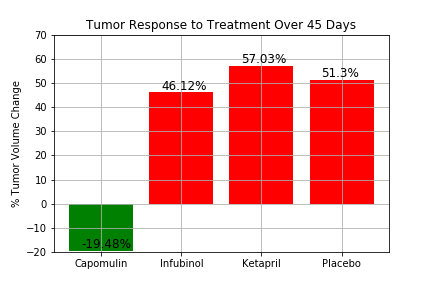 Tumor Response to Treatment Over 45 Days
% Tumor Volume Change
70
60
50
40
30
20
10
0
−10
−20
-19.48%
46.12%
57.03%
51.3%
Capomulin
Infubinol
Ketapril
Placebo